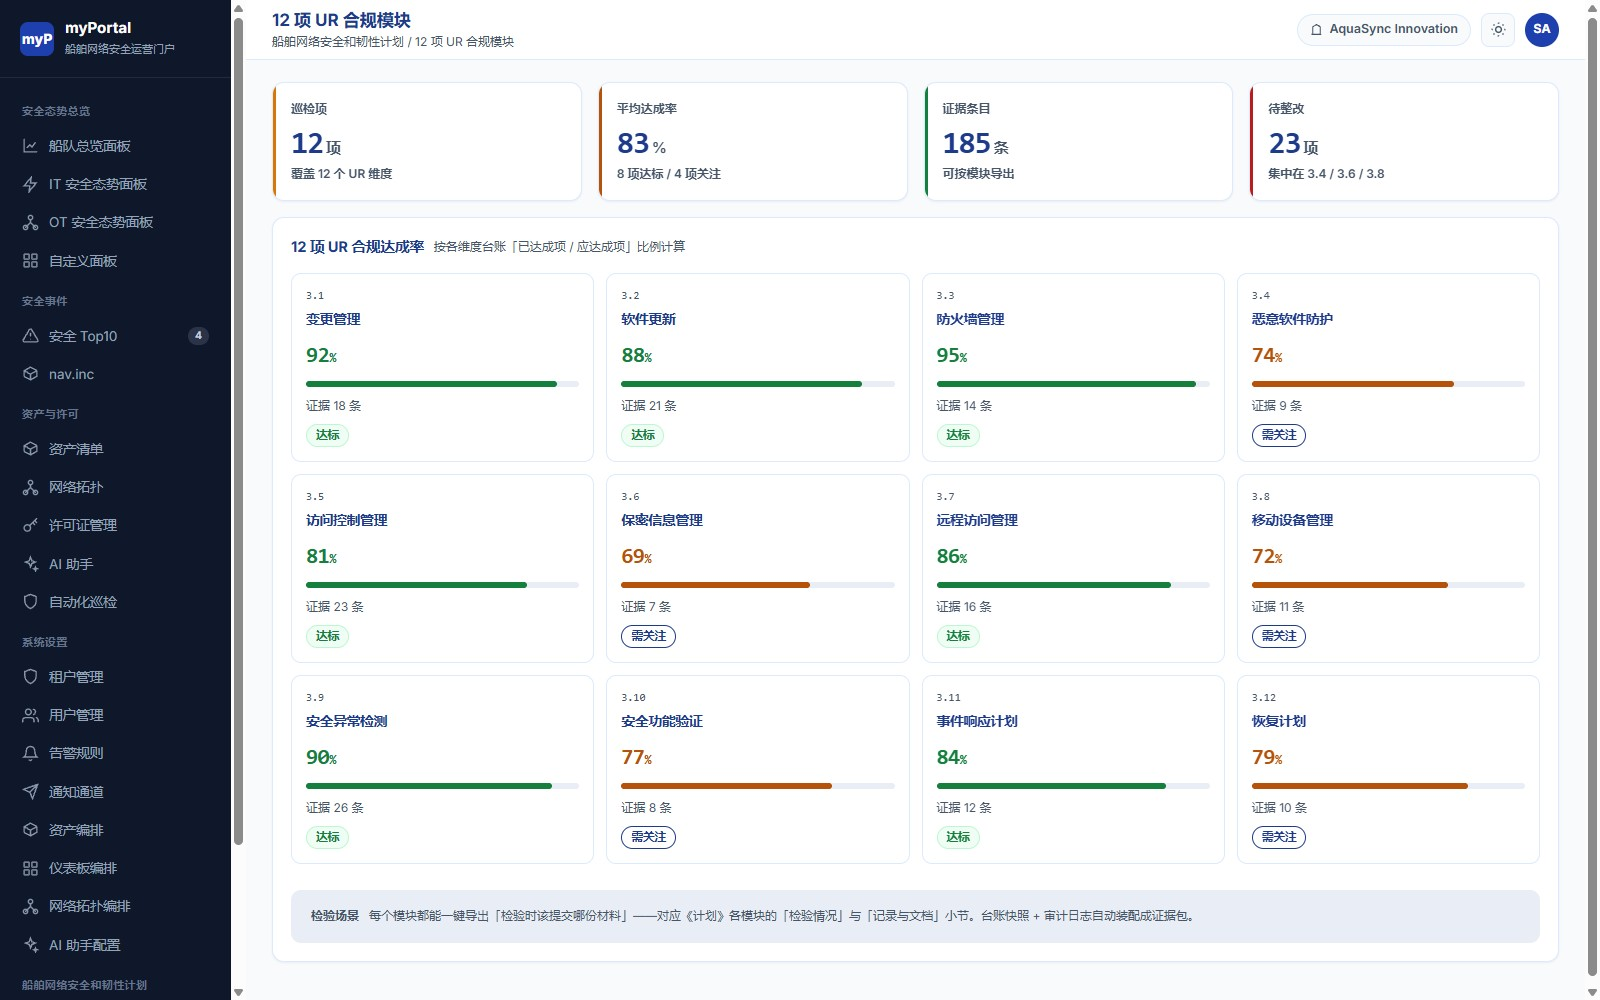 myP
myPortal
船舶网络安全运营门户
安全态势总览
船队总览面板
IT 安全态势面板
OT 安全态势面板
自定义面板
安全事件
安全 Top10
4
nav.inc
资产与许可
资产清单
网络拓扑
许可证管理
AI 助手
自动化巡检
系统设置
租户管理
用户管理
告警规则
通知通道
资产编排
仪表板编排
网络拓扑编排
AI 助手配置
船舶网络安全和韧性计划
12 项 UR 合规模块
船舶网络安全和韧性计划 / 12 项 UR 合规模块
AquaSync Innovation
SA
巡检项
12 项
覆盖 12 个 UR 维度
平均达成率
83 %
8 项达标 / 4 项关注
证据条目
185 条
可按模块导出
待整改
23 项
集中在 3.4 / 3.6 / 3.8
12 项 UR 合规达成率 按各维度台账「已达成项 / 应达成项」比例计算
3.1
变更管理
92%
证据 18 条
达标
3.2
软件更新
88%
证据 21 条
达标
3.3
防火墙管理
95%
证据 14 条
达标
3.4
恶意软件防护
74%
证据 9 条
需关注
3.5
访问控制管理
81%
证据 23 条
达标
3.6
保密信息管理
69%
证据 7 条
需关注
3.7
远程访问管理
86%
证据 16 条
达标
3.8
移动设备管理
72%
证据 11 条
需关注
3.9
安全异常检测
90%
证据 26 条
达标
3.10
安全功能验证
77%
证据 8 条
需关注
3.11
事件响应计划
84%
证据 12 条
达标
3.12
恢复计划
79%
证据 10 条
需关注
检验场景 每个模块都能一键导出「检验时该提交哪份材料」——对应《计划》各模块的「检验情况」与「记录与文档」小节。台账快照 + 审计日志自动装配成证据包。